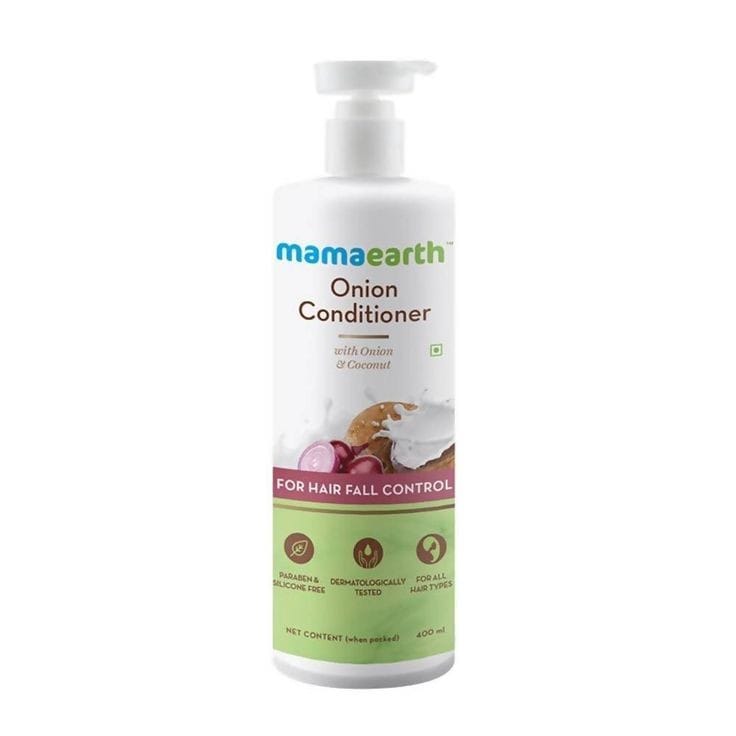 mamaearth™
Onion
Conditioner
with Onion
& Coconut
FOR HAIR FALL CONTROL
PARABEN &
SILICONE FREE
DERMATOLOGICALLY
TESTED
FOR ALL
HAIR TYPES
NET CONTENT (when packed) 400 ml